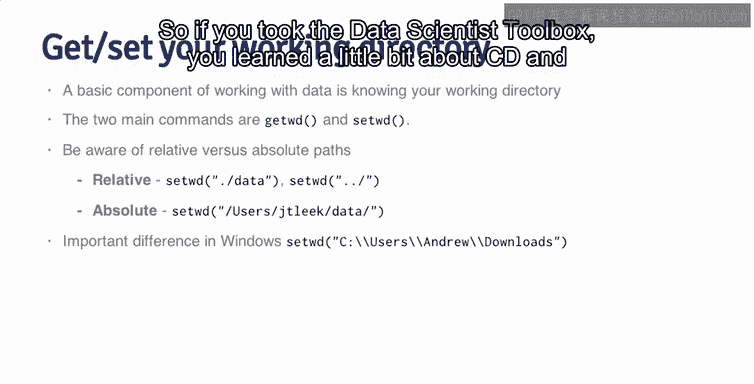 So if you took the Data Scientist Toolbox,
you learned a little bit about CD and
Get/set your working directory
· A basic component of working with data is knowing your working directory
· The two main commands are getwd() and setwd().
· Be aware of relative versus absolute paths
- Relative - setwd("./data"), setwd("../")
- Absolute - setwd("/Users/jtleek/data/")
· Important difference in Windows setwd("C:\\Users\\Andrew\\Downloads")